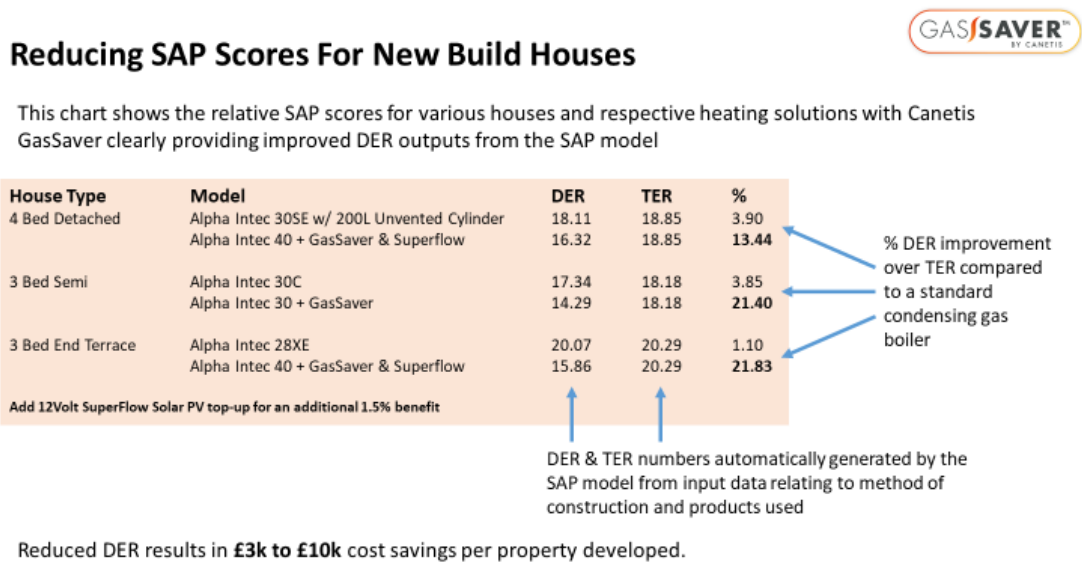 GAS SAVER™
BY CANETIS
Reducing SAP Scores For New Build Houses
This chart shows the relative SAP scores for various houses and respective heating solutions with Canetis
GasSaver clearly providing improved DER outputs from the SAP model
House Type Model DER TER %
4 Bed Detached Alpha Intec 30SE w/ 200L Unvented Cylinder 18.11 18.85 3.90
Alpha Intec 40 + GasSaver & Superflow 16.32 18.85 13.44
3 Bed Semi Alpha Intec 30C 17.34 18.18 3.85
Alpha Intec 30 + GasSaver 14.29 18.18 21.40
3 Bed End Terrace Alpha Intec 28XE 20.07 20.29 1.10
Alpha Intec 40 + GasSaver & Superflow 15.86 20.29 21.83
Add 12Volt SuperFlow Solar PV top-up for an additional 1.5% benefit
% DER improvement
over TER compared
to a standard
condensing gas
boiler
DER & TER numbers automatically generated by the
SAP model from input data relating to method of
construction and products used
Reduced DER results in £3k to £10k cost savings per property developed.